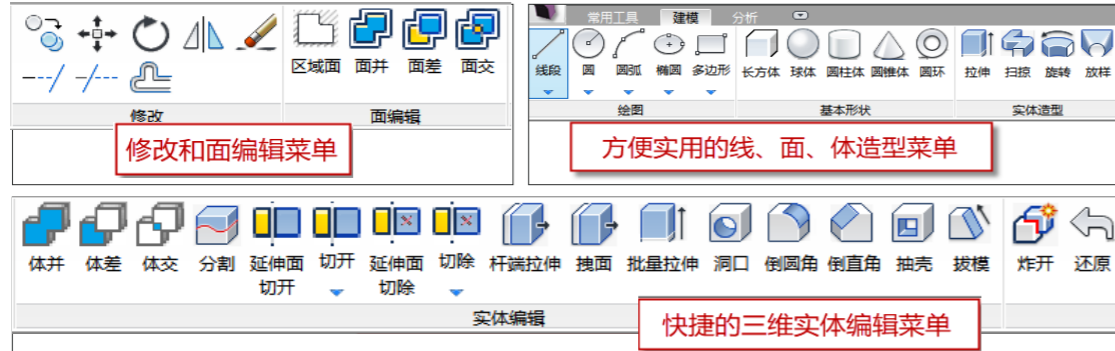 区域面 面并 面差 面交
修改 面编辑
修改和面编辑菜单
常用工具 建模 分析
线段 圆 圆弧 椭圆 多边形 长方体 球体 圆柱体 圆锥体 圆环 拉伸 扫掠 旋转 放样
绘图 基本形状 实体造型
方便实用的线、面、体造型菜单
体并 体差 体交 分割 延伸面 切开 延伸面 切除 杆端拉伸 拽面 批量拉伸 洞口 倒圆角 倒直角 抽壳 拔模 炸开 还原
切开 切除
实体编辑
快捷的三维实体编辑菜单